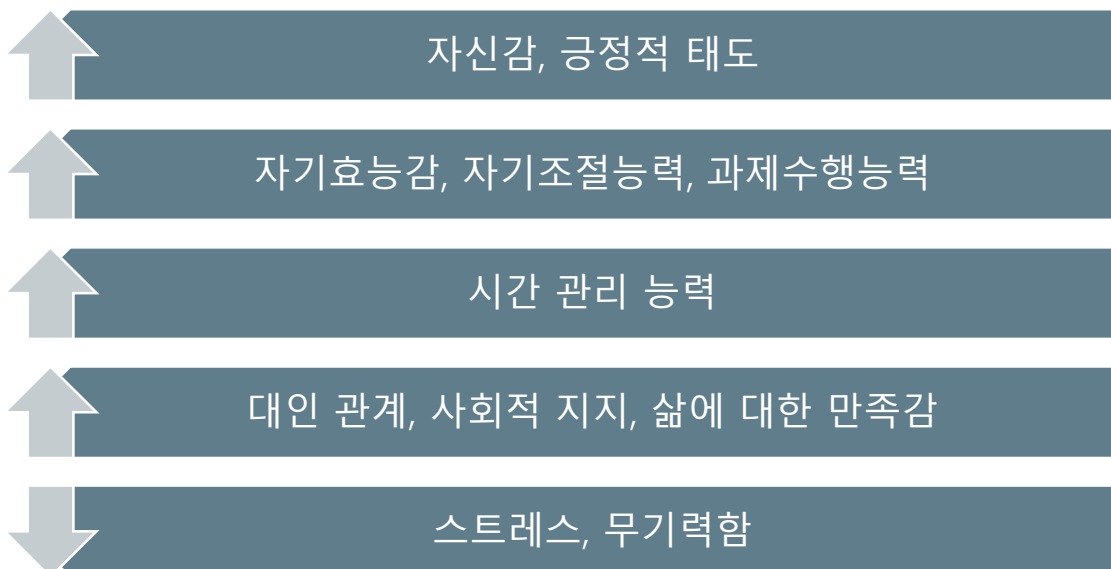 자신감, 긍정적 태도
자기효능감, 자기조절능력, 과제수행능력
시간 관리 능력
대인 관계, 사회적 지지, 삶에 대한 만족감
스트레스, 무기력함